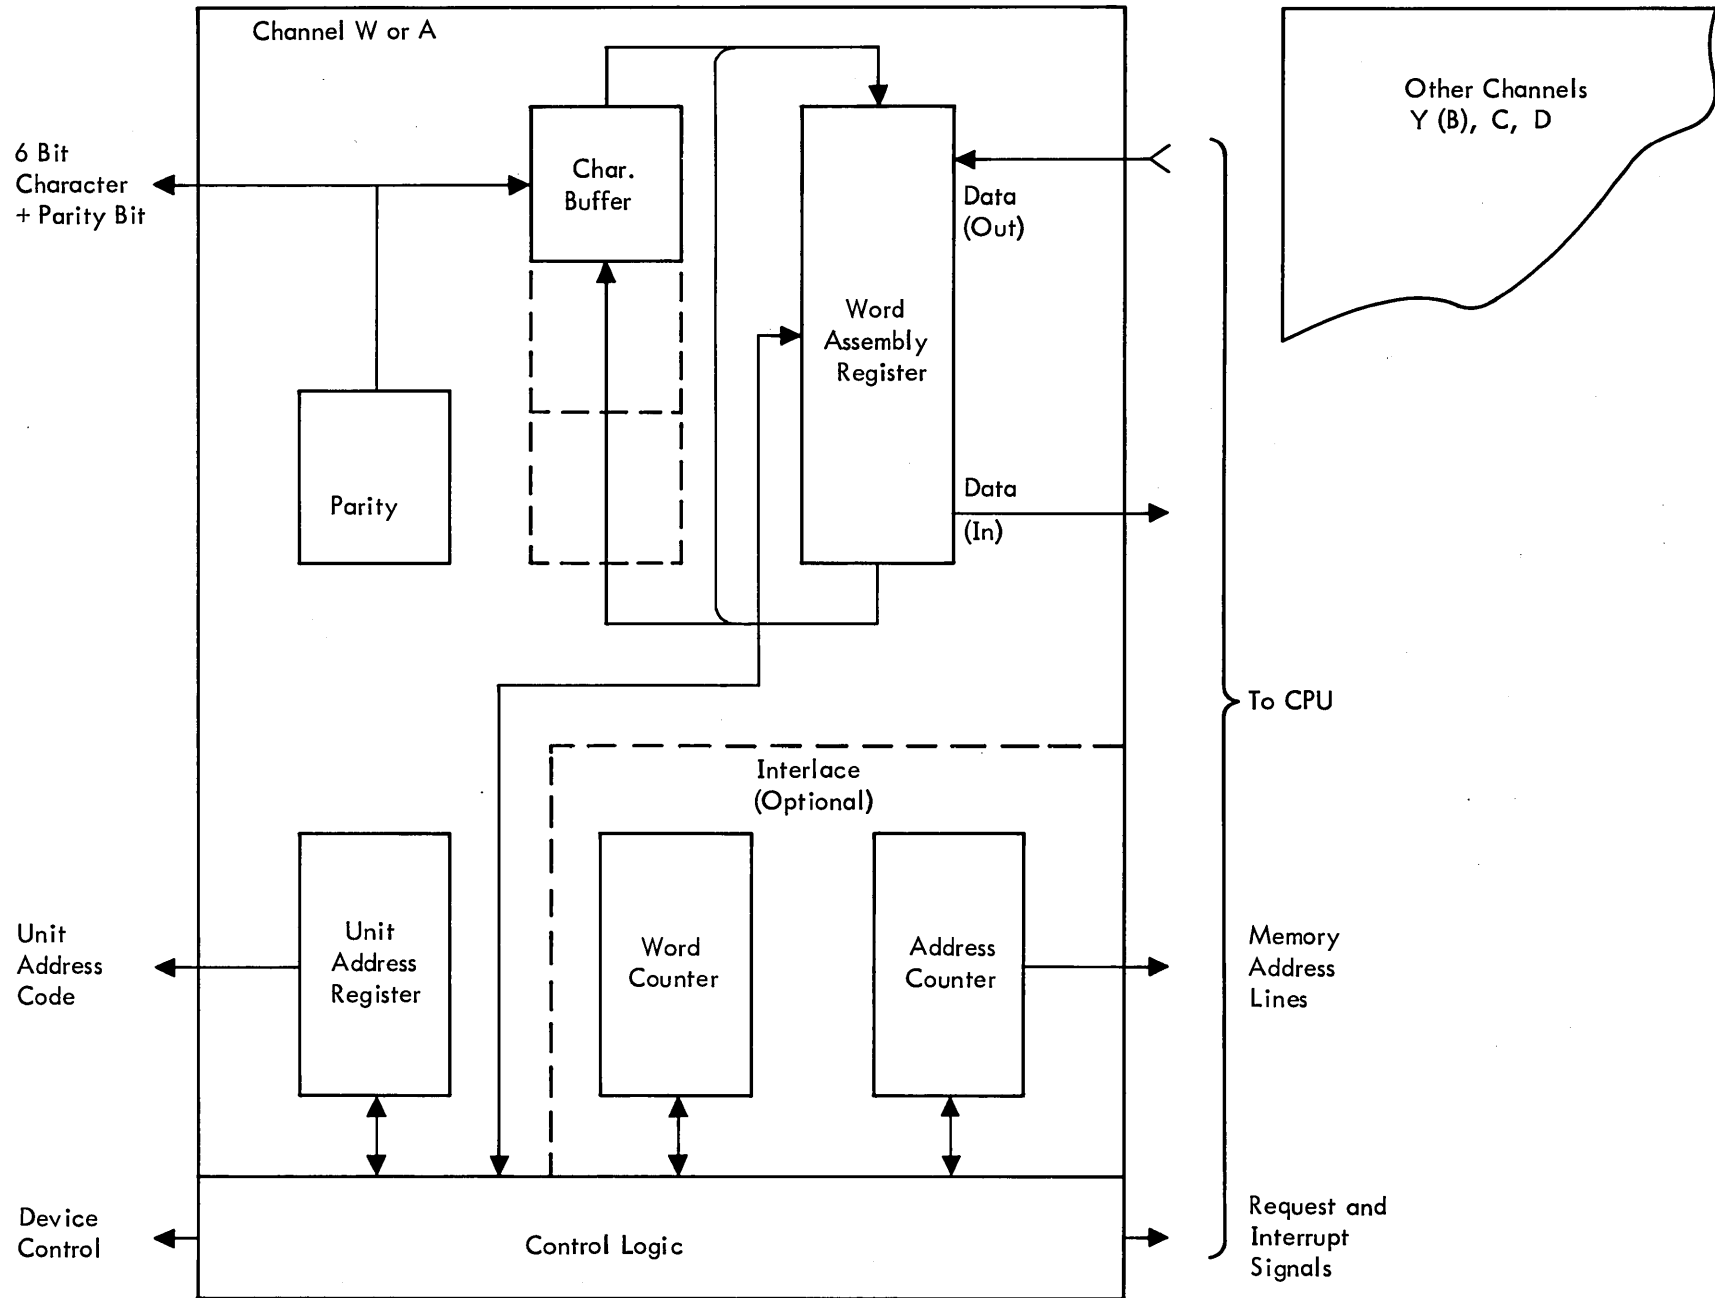 Channel W or A
Other Channels
Y (B), C, D
6 Bit
Character
+ Parity Bit
Char.
Buffer
Data
(Out)
Word
Assembly
Register
Parity
Data
(In)
To CPU
Interlace
(Optional)
Unit
Address
Code
Unit
Address
Register
Word
Counter
Address
Counter
Memory
Address
Lines
Device
Control
Control Logic
Request and
Interrupt
Signals